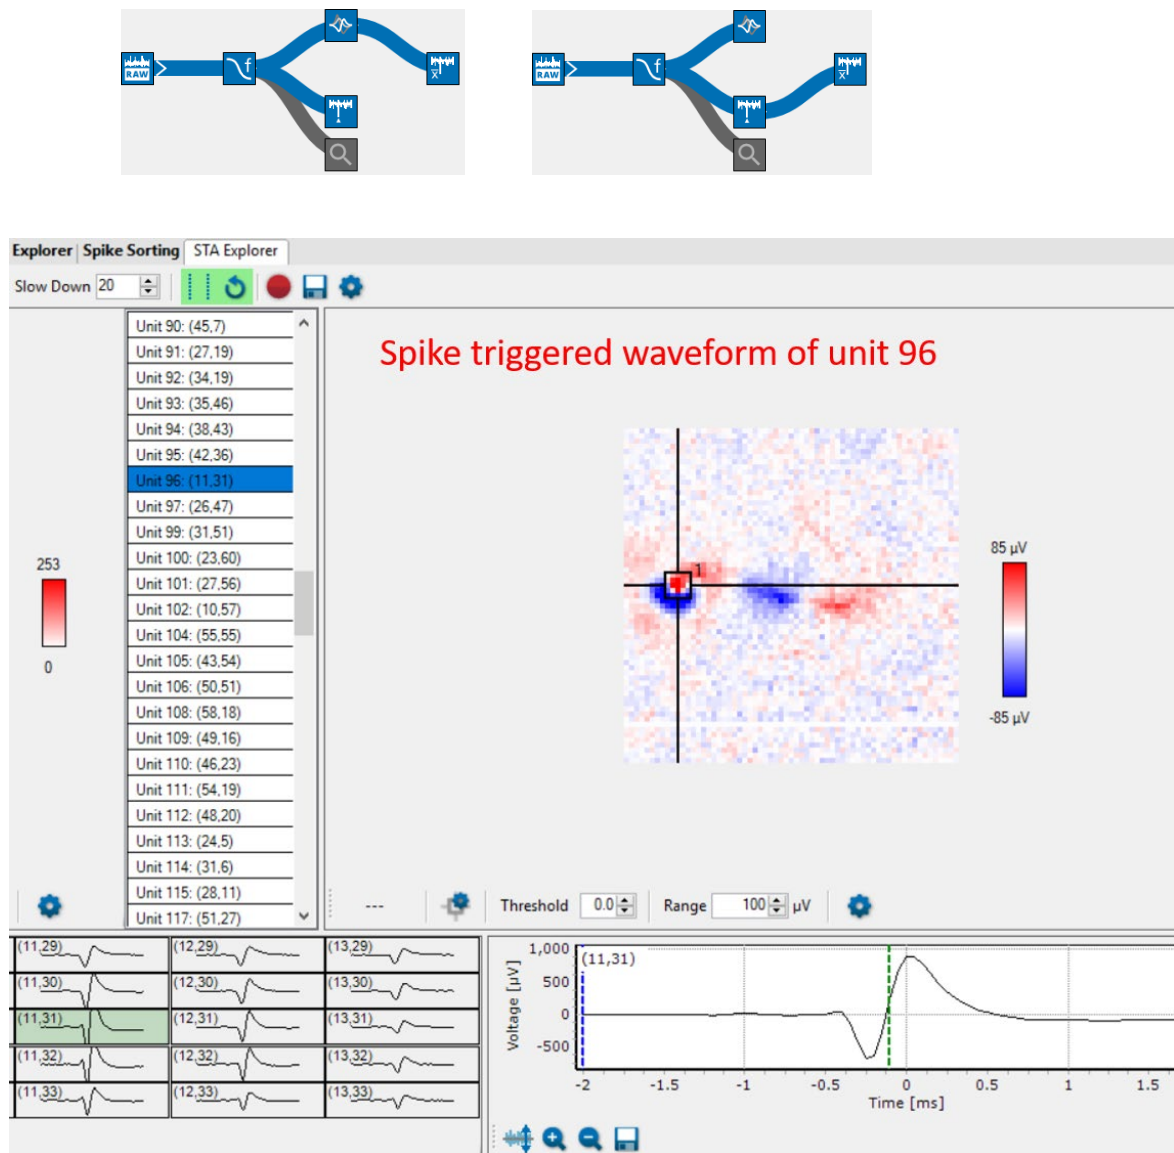 RAW
f
x
RAW
f
x
Explorer Spike Sorting STA Explorer
Slow Down 20
Unit 90: (45,7)
Unit 91: (27,19)
Unit 92: (34,19)
Unit 93: (35,46)
Unit 94: (38,43)
Unit 95: (42,36)
Unit 96: (11,31)
Unit 97: (26,47)
Unit 99: (31,51)
Unit 100: (23,60)
Unit 101: (27,56)
Unit 102: (10,57)
Unit 104: (55,55)
Unit 105: (43,54)
Unit 106: (50,51)
Unit 108: (58,18)
Unit 109: (49,16)
Unit 110: (46,23)
Unit 111: (54,19)
Unit 112: (48,20)
Unit 113: (24,5)
Unit 114: (31,6)
Unit 115: (28,11)
Unit 117: (51,27)
253
0
Spike triggered waveform of unit 96
1
85 µV
-85 µV
--- Threshold 0.0 Range 100 µV
(11,29) (12,29) (13,29)
(11,30) (12,30) (13,30)
(11,31) (12,31) (13,31)
(11,32) (12,32) (13,32)
(11,33) (12,33) (13,33)
Voltage [µV]
1,000
500
0
-500
(11,31)
-2 -1.5 -1 -0.5 0 0.5 1 1.5
Time [ms]